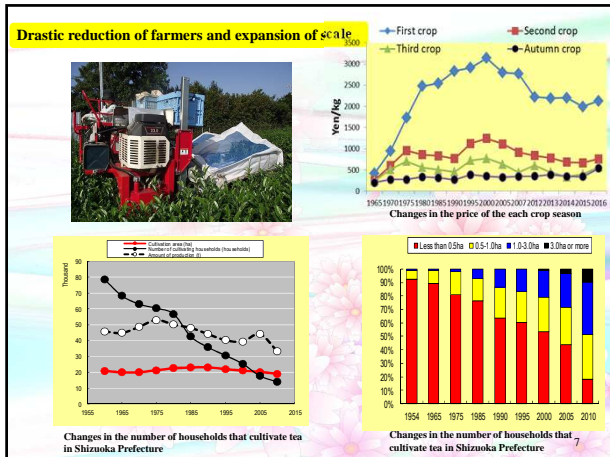 Drastic reduction of farmers and expansion of scale
First crop
Second crop
Third crop
Autumn crop
Yen/kg
3500
3000
2500
2000
1500
1000
500
0
1965 1970 1975 1980 1985 1990 1995 2000 2005 2007 2011 2012 2013 2014 2015 2016
Changes in the price of the each crop season
Cultivation area (ha)
Number of cultivating households (households)
Amount of production (t)
Thousand
90
80
70
60
50
40
30
20
10
0
1955 1965 1975 1985 1995 2005 2015
Changes in the number of households that cultivate tea
in Shizuoka Prefecture
Less than 0.5ha
0.5-1.0ha
1.0-3.0ha
3.0ha or more
100%
90%
80%
70%
60%
50%
40%
30%
20%
10%
0%
1954 1965 1975 1985 1990 1995 2000 2005 2010
Changes in the number of households that
cultivate tea in Shizuoka Prefecture
7